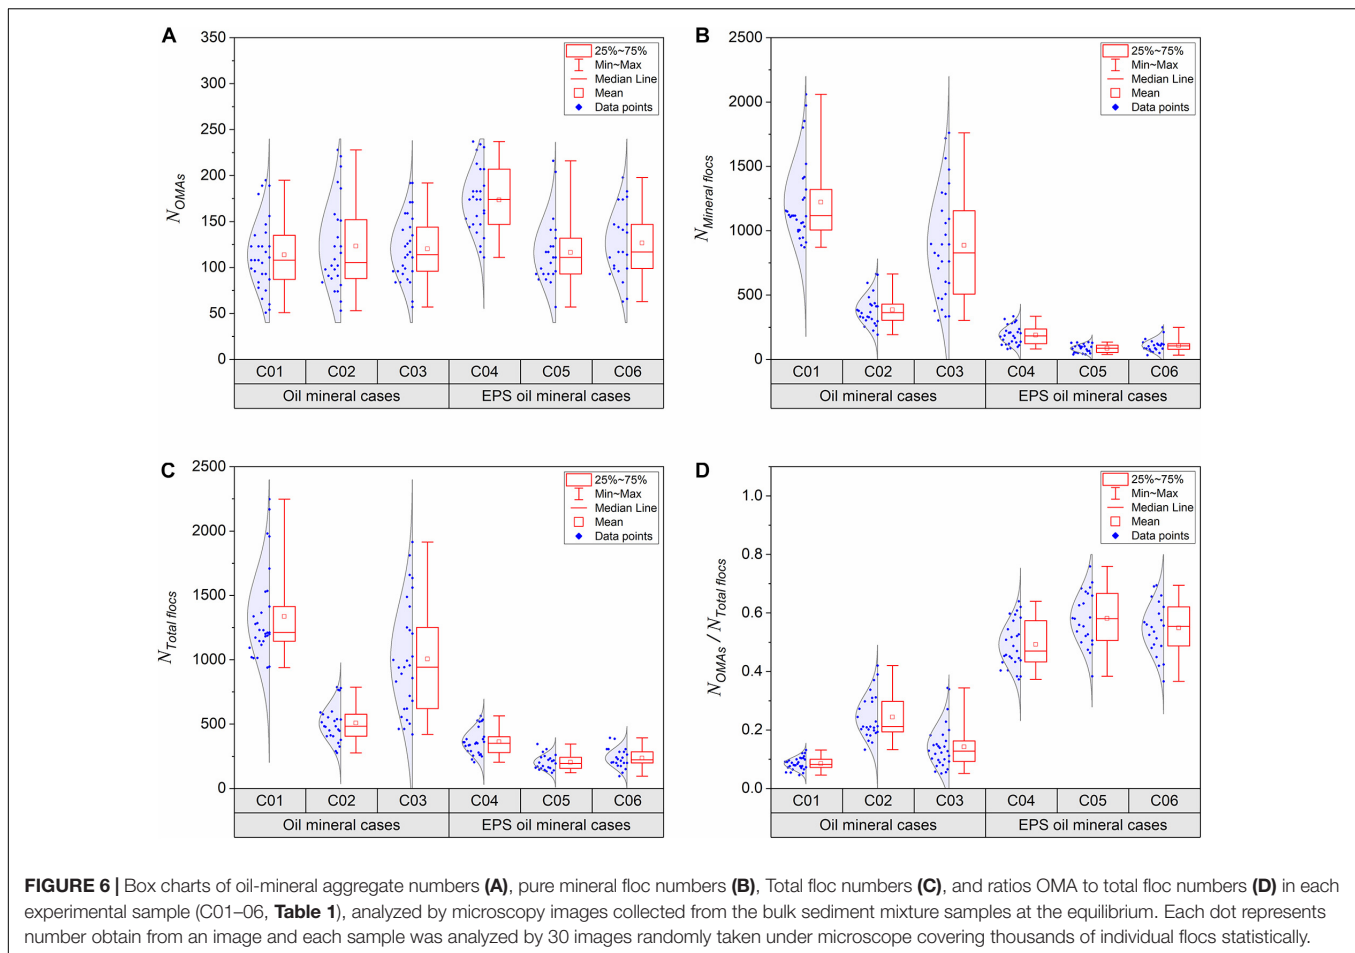 A
350
300
250
200
150
100
50
0
N_OMAs
25%~75%
Min~Max
Median Line
Mean
Data points
C01 C02 C03 C04 C05 C06
Oil mineral cases EPS oil mineral cases
B
2500
2000
1500
1000
500
0
N_Mineral flocs
25%~75%
Min~Max
Median Line
Mean
Data points
C01 C02 C03 C04 C05 C06
Oil mineral cases EPS oil mineral cases
C
2500
2000
1500
1000
500
0
N_Total flocs
25%~75%
Min~Max
Median Line
Mean
Data points
C01 C02 C03 C04 C05 C06
Oil mineral cases EPS oil mineral cases
D
1.0
0.8
0.6
0.4
0.2
0.0
N_OMAs / N_Total flocs
25%~75%
Min~Max
Median Line
Mean
Data points
C01 C02 C03 C04 C05 C06
Oil mineral cases EPS oil mineral cases
FIGURE 6 | Box charts of oil-mineral aggregate numbers (A), pure mineral floc numbers (B), Total floc numbers (C), and ratios OMA to total floc numbers (D) in each
experimental sample (C01–06, Table 1), analyzed by microscopy images collected from the bulk sediment mixture samples at the equilibrium. Each dot represents
number obtain from an image and each sample was analyzed by 30 images randomly taken under microscope covering thousands of individual flocs statistically.